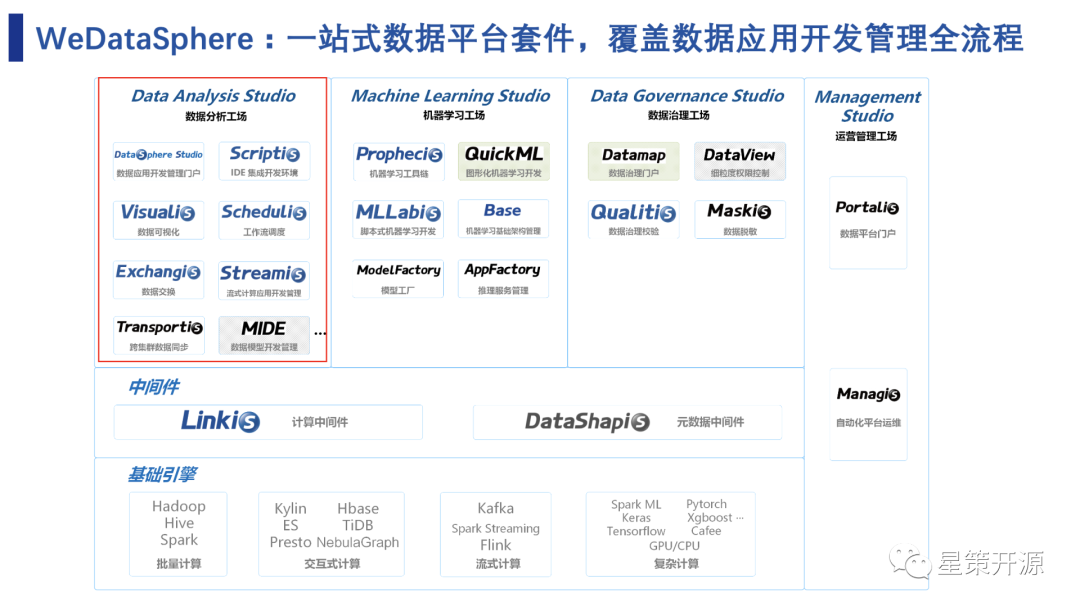 WeDataSphere：一站式数据平台套件，覆盖数据应用开发管理全流程
Data Analysis Studio
数据分析工场
DataSphere Studio
数据应用开发管理门户
Scriptis
IDE 集成开发环境
Visualis
数据可视化
Schedulis
工作流调度
Exchangis
数据交换
Streamis
流式计算应用开发管理
Transportis
跨集群数据同步
MIDE
数据模型开发管理
...
Machine Learning Studio
机器学习工场
Prophecis
机器学习工具链
QuickML
图形化机器学习开发
MLLabis
脚本式机器学习开发
Base
机器学习基础架构管理
ModelFactory
模型工厂
AppFactory
推理服务管理
Data Governance Studio
数据治理工场
Datamap
数据治理门户
DataView
细粒度权限控制
Qualitis
数据治理校验
Maskis
数据脱敏
Management
Studio
运营管理工场
Portalis
数据平台门户
Managis
自动化平台运维
中间件
Linkis
计算中间件
DataShapis
元数据中间件
基础引擎
Hadoop
Hive
Spark
批量计算
Kylin Hbase
ES TiDB
Presto NebulaGraph
交互式计算
Kafka
Spark Streaming
Flink
流式计算
Spark ML Pytorch
Keras Xgboost ...
Tensorflow Cafee
GPU/CPU
复杂计算
星策开源